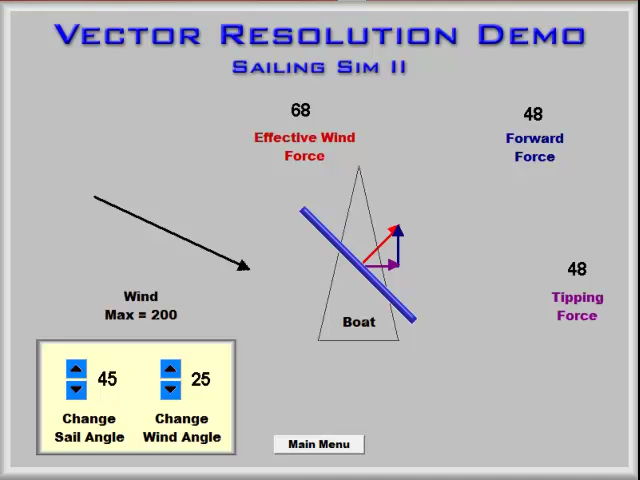 Vector Resolution Demo
Sailing Sim II
68
Effective Wind
Force
48
Forward
Force
48
Tipping
Force
Wind
Max = 200
Boat
45
25
Change
Sail Angle
Change
Wind Angle
Main Menu